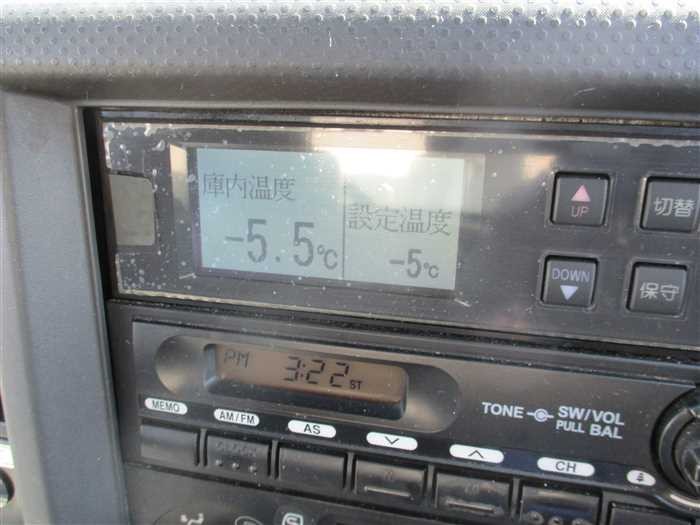 庫内温度
-5.5℃
設定温度
-5℃
UP
切替
DOWN
保守
PM 3:22 ST
MEMO
AM/FM
AS
CH
TONE SW/VOL
PULL BAL
CLOCK